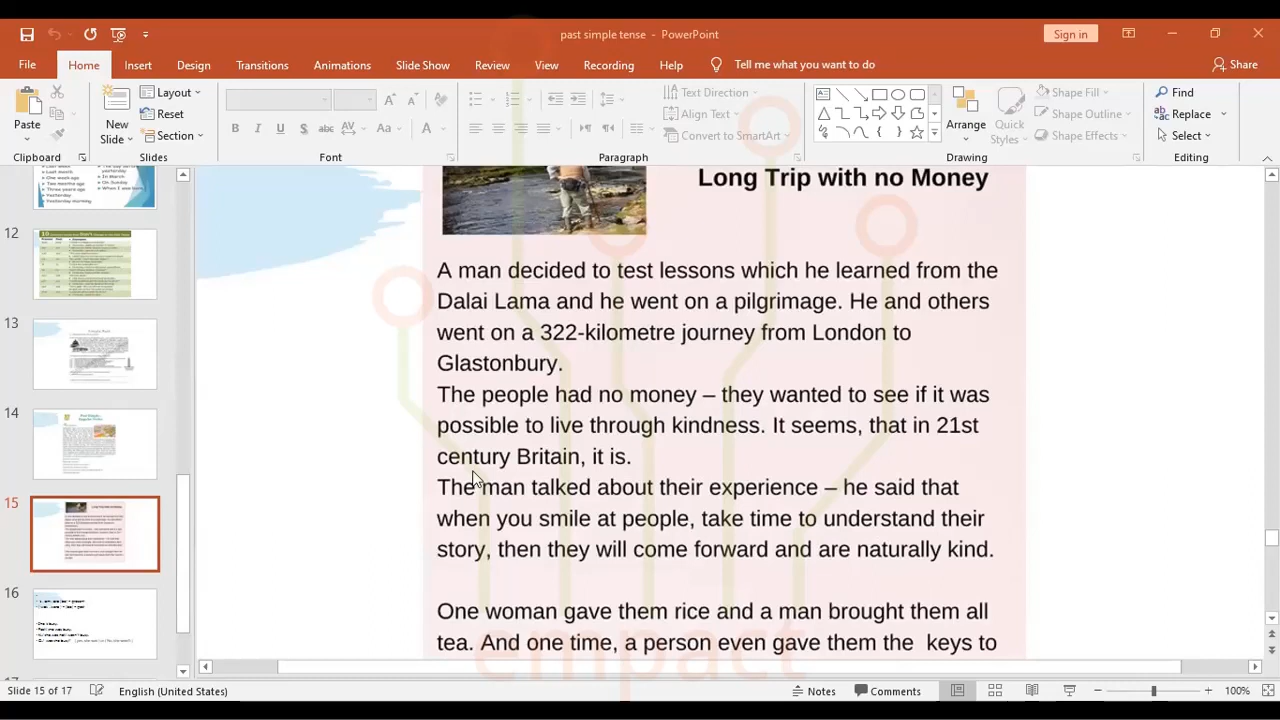 past simple tense - PowerPoint
Sign in
File Home Insert Design Transitions Animations Slide Show Review View Recording Help Tell me what you want to do Share
Paste
New Slide
Layout
Reset
Section
Text Direction
Align Text
Convert to SmartArt
Arrange
Quick Styles
Shape Fill
Shape Outline
Shape Effects
Find
Replace
Select
Clipboard Slides Font Paragraph Drawing Editing
12
13
14
15
16
Long Trip with no Money
A man decided to test lessons which he learned from the
Dalai Lama and he went on a pilgrimage. He and others
went on a 322-kilometre journey from London to
Glastonbury.
The people had no money – they wanted to see if it was
possible to live through kindness. It seems, that in 21st
century Britain, it is.
The man talked about their experience – he said that
when you smile at people, take time to understand their
story, then they will come forward and are naturally kind.
One woman gave them rice and a man brought them all
tea. And one time, a person even gave them the keys to
empact
Slide 15 of 17 English (United States) Notes Comments 100%